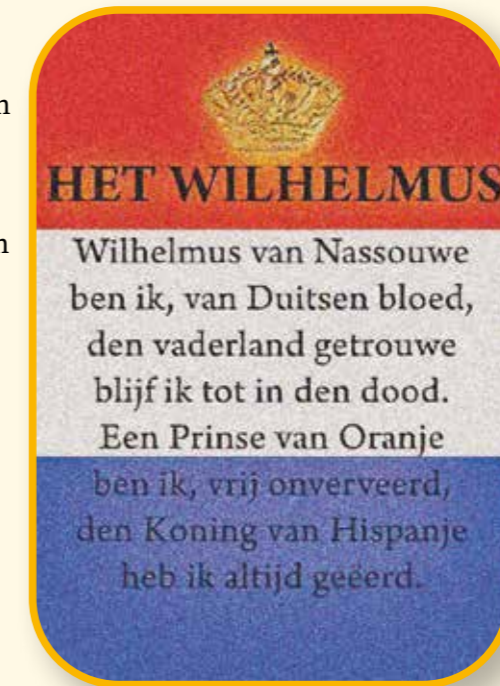 HET WILHELMUS
Wilhelmus van Nassouwe
ben ik, van Duitsen bloed,
den vaderland getrouwe
blijf ik tot in den dood.
Een Prinse van Oranje
ben ik, vrij onverveerd,
den Koning van Hispanje
heb ik altijd geëerd.